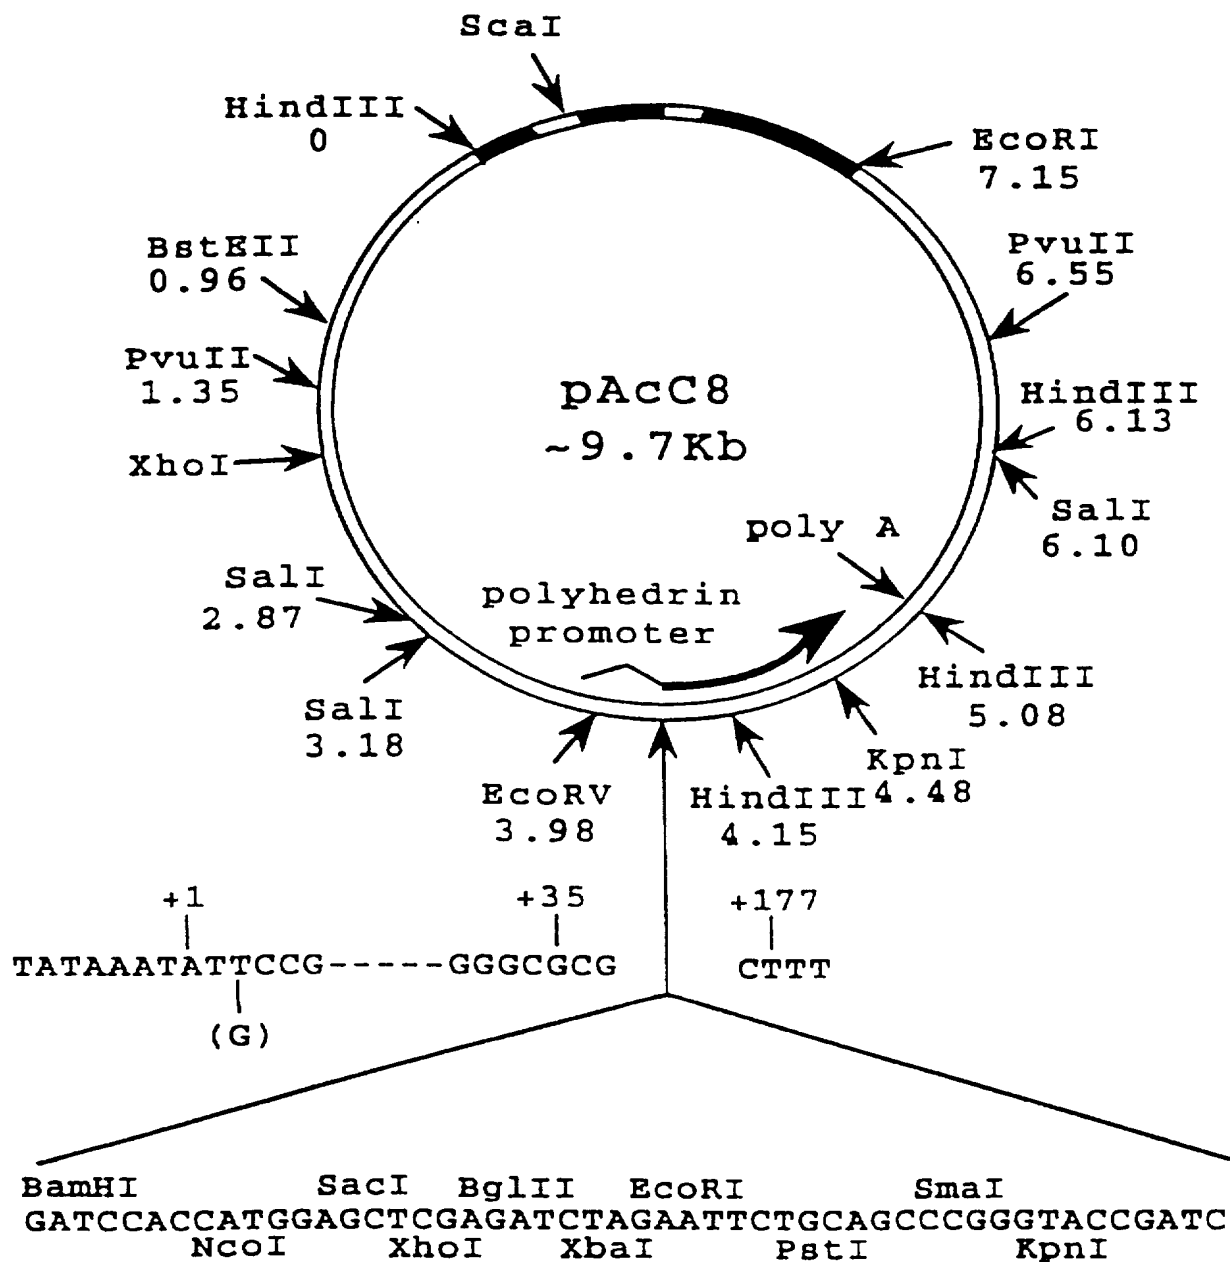 ScaI
HindIII
0
EcoRI
7.15
BstEII
0.96
PvuII
6.55
PvuII
1.35
pAcC8
~9.7Kb
HindIII
6.13
XhoI
SalI
6.10
poly A
SalI
2.87
polyhedrin
promoter
HindIII
5.08
SalI
3.18
KpnI
4.48
EcoRV
3.98
HindIII
4.15
+1
+35
+177
TATAAATATTCCG-----GGGCGCG
CTTT
(G)
BamHI SacI BglII EcoRI SmaI
GATCCACCATGGAGCTCGAGATCTAGAATTCTGCAGCCCGGGTACCGATC
NcoI XhoI XbaI PstI KpnI